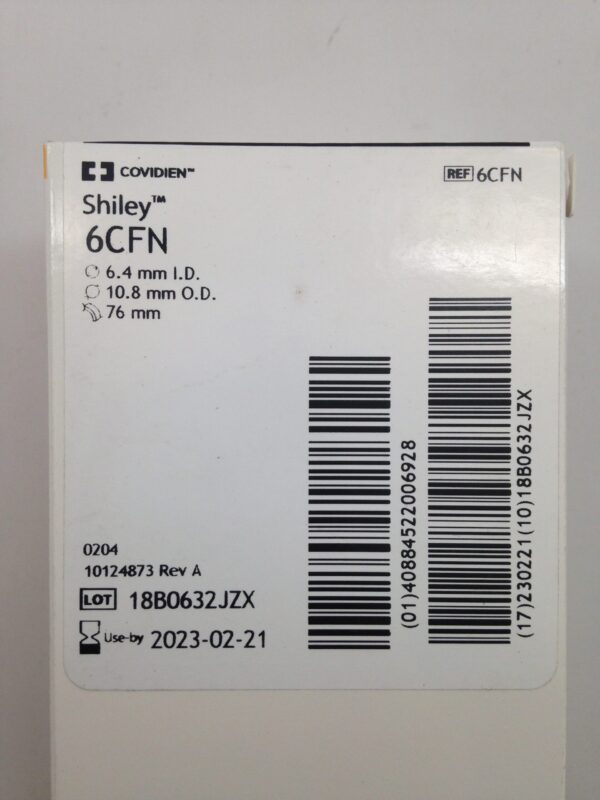 COVIDIEN™
REF 6CFN
Shiley™
6CFN
6.4 mm I.D.
10.8 mm O.D.
76 mm
0204
10124873 Rev A
LOT 18B0632JZX
Use-by 2023-02-21
(01)40884522006928
(17)230221(10)18B0632JZX